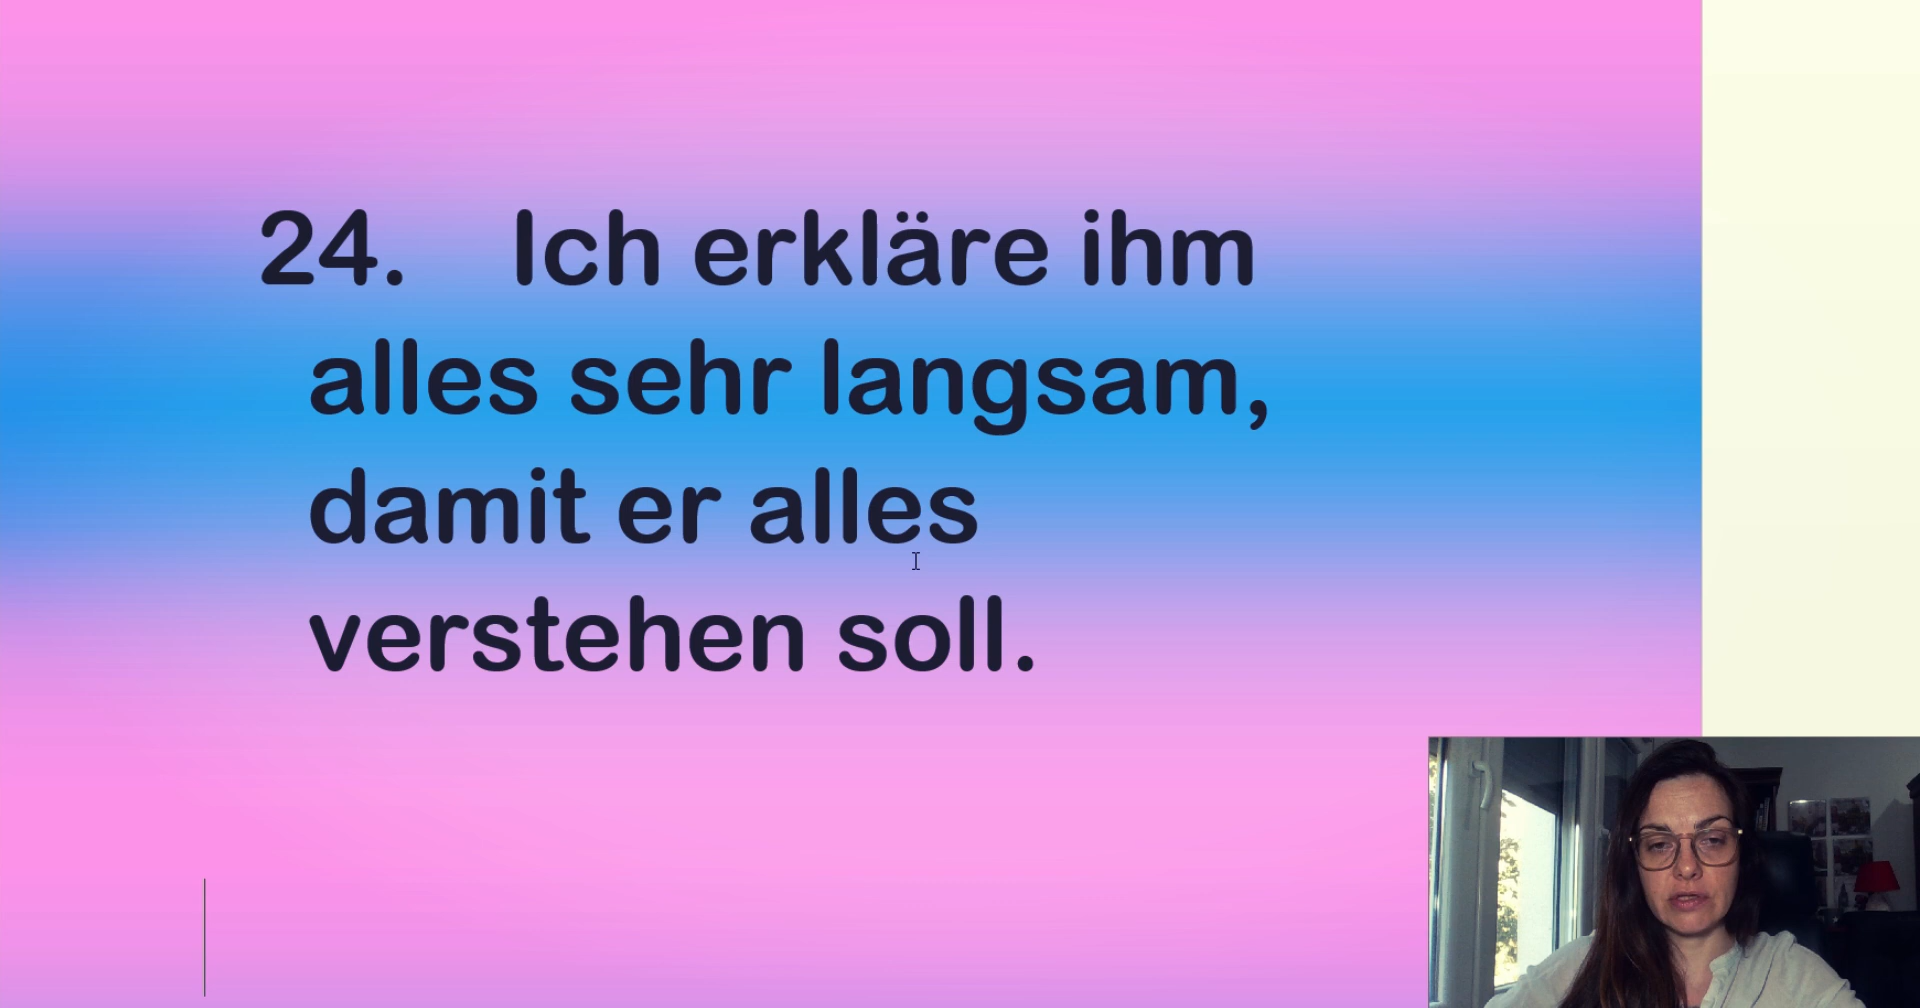 24. Ich erkläre ihm
alles sehr langsam,
damit er alles
verstehen soll.